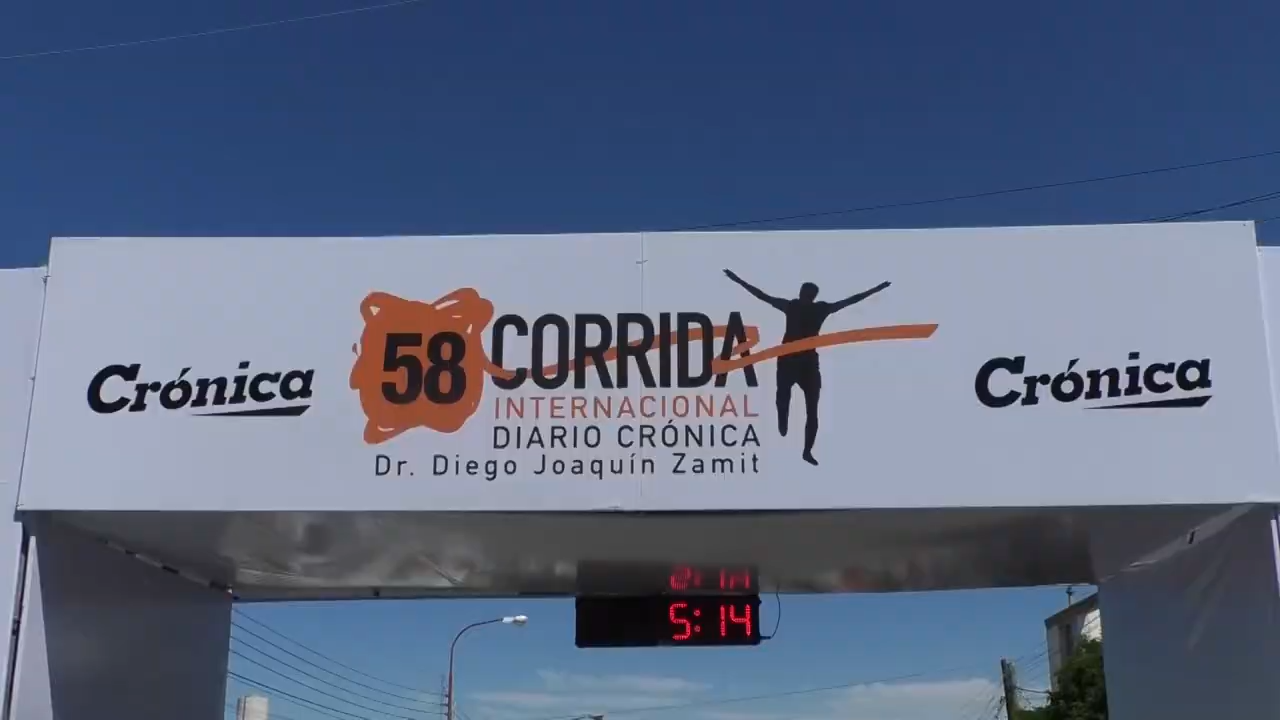 Crónica
58 CORRIDA
INTERNACIONAL
DIARIO CRÓNICA
Dr. Diego Joaquín Zamit
Crónica
5:14